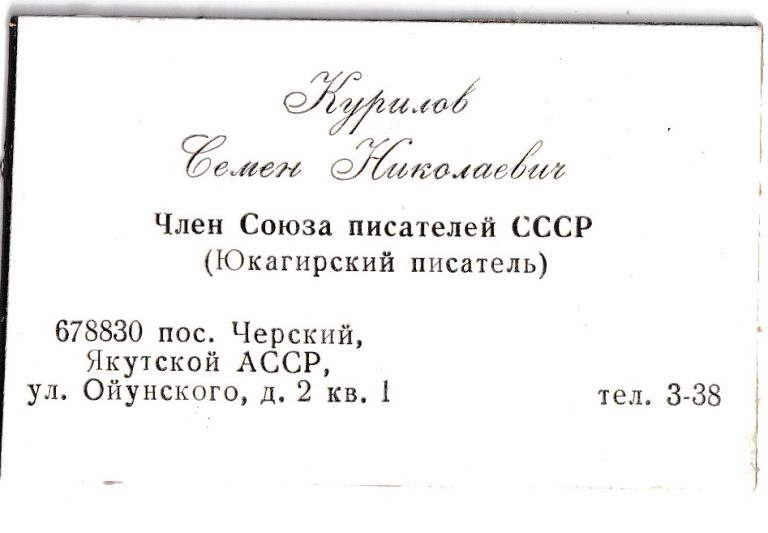 Курилов
Семен Николаевич
Член Союза писателей СССР
(Юкагирский писатель)
678830 пос. Черский,
Якутской АССР,
ул. Ойунского, д. 2 кв. 1
тел. 3-38